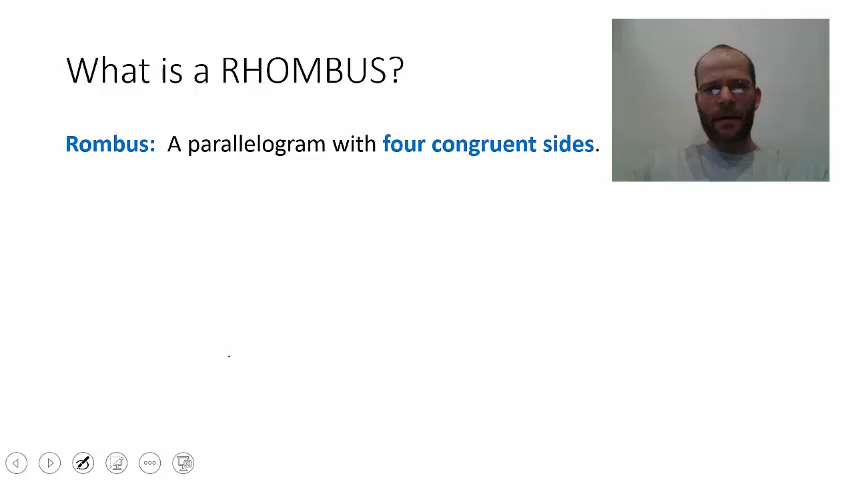 What is a RHOMBUS?
Rombus: A parallelogram with four congruent sides.